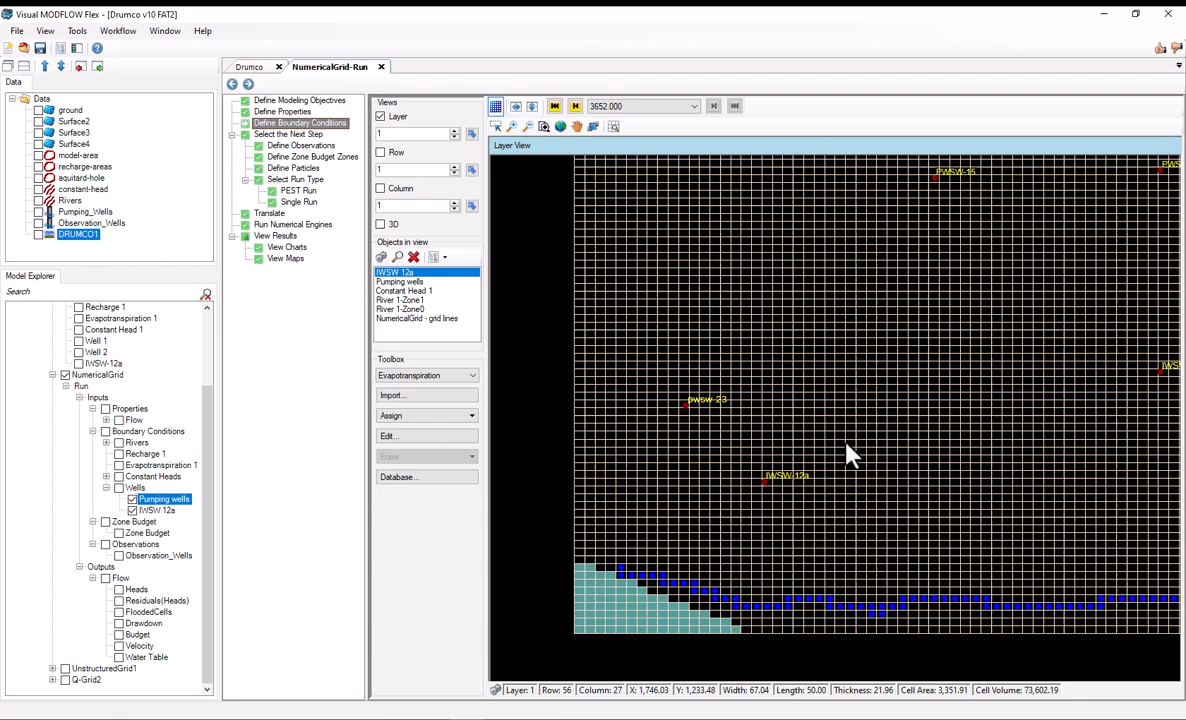 Visual MODFLOW Flex - [Drumco v10 FAT2]
File View Tools Workflow Window Help
Data
Data
ground
Surface2
Surface3
Surface4
model-area
recharge-areas
aquitard-hole
constant-head
Rivers
Pumping_Wells
Observation_Wells
DRUMCO1
Model Explorer
Search
Recharge 1
Evapotranspiration 1
Constant Head 1
Well 1
Well 2
IWSW-12a
NumericalGrid
Run
Inputs
Properties
Flow
Boundary Conditions
Rivers
Recharge 1
Evapotranspiration 1
Constant Heads
Wells
Pumping wells
IWSW 12a
Zone Budget
Zone Budget
Observations
Observation_Wells
Outputs
Flow
Heads
Residuals(Heads)
FloodedCells
Drawdown
Budget
Velocity
Water Table
UnstructuredGrid1
Q-Grid2
Drumco
NumericalGrid-Run
Define Modeling Objectives
Define Properties
Define Boundary Conditions
Select the Next Step
Define Observations
Define Zone Budget Zones
Define Particles
Select Run Type
PEST Run
Single Run
Translate
Run Numerical Engines
View Results
View Charts
View Maps
Views
Layer
1
Row
1
Column
1
3D
Objects in view
IWSW 12a
Pumping wells
Constant Head 1
River 1-Zone1
River 1-Zone0
NumericalGrid - grid lines
Toolbox
Evapotranspiration
Import...
Assign
Edit...
Erase
Database...
3652.000
Layer View
PWSW-15
PWS
IWS
pwsw-23
IWSW-12a
Layer: 1 Row: 56 Column: 27 X: 1,746.03 Y: 1,233.48 Width: 67.04 Length: 50.00 Thickness: 21.96 Cell Area: 3,351.91 Cell Volume: 73,602.19